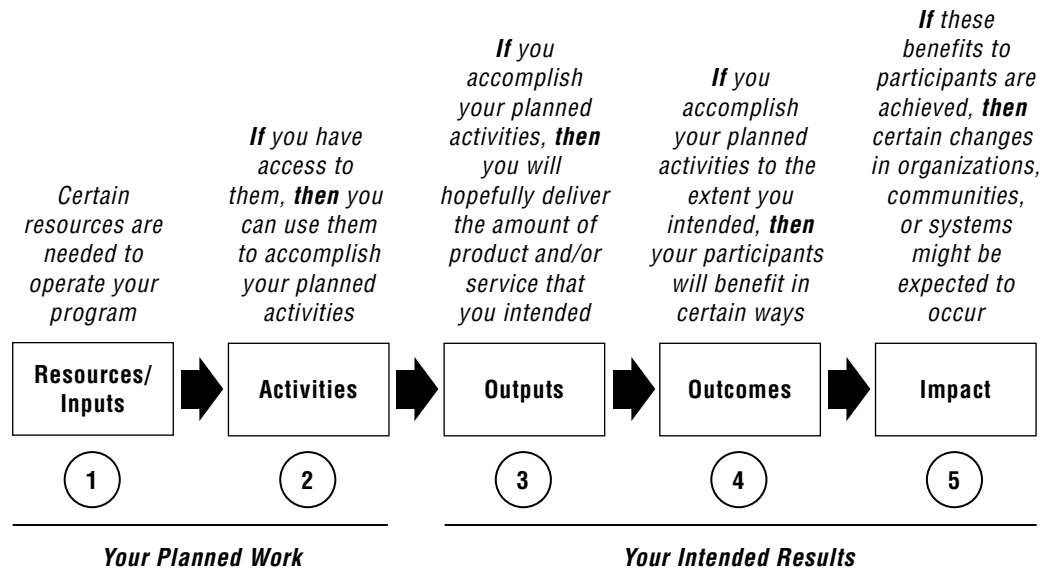 Certain
resources are
needed to
operate your
program
If you have
access to
them, then you
can use them
to accomplish
your planned
activities
If you
accomplish
your planned
activities, then
you will
hopefully deliver
the amount of
product and/or
service that
you intended
If you
accomplish
your planned
activities to the
extent you
intended, then
your participants
will benefit in
certain ways
If these
benefits to
participants are
achieved, then
certain changes
in organizations,
communities,
or systems
might be
expected to
occur
Resources/
Inputs
Activities
Outputs
Outcomes
Impact
1
2
3
4
5
Your Planned Work
Your Intended Results